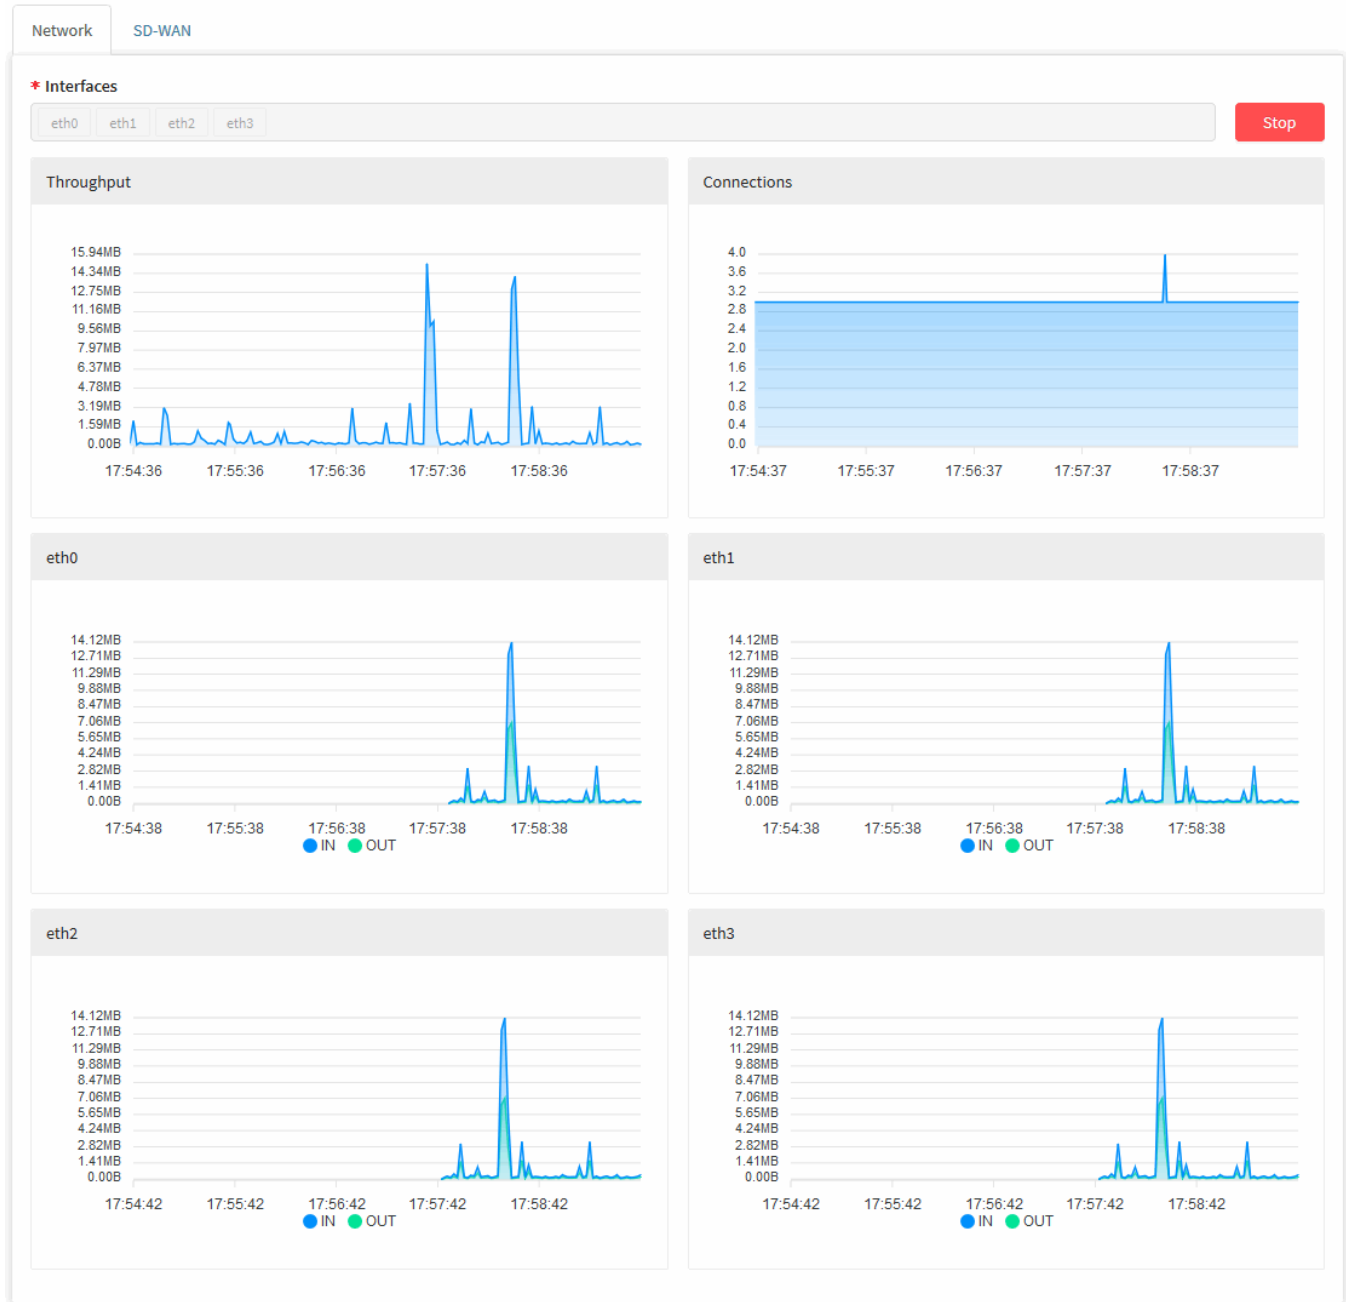 Network SD-WAN
* Interfaces
eth0 eth1 eth2 eth3 Stop
Throughput
15.94MB
14.34MB
12.75MB
11.16MB
9.56MB
7.97MB
6.37MB
4.78MB
3.19MB
1.59MB
0.00B
17:54:36 17:55:36 17:56:36 17:57:36 17:58:36
Connections
4.0
3.6
3.2
2.8
2.4
2.0
1.6
1.2
0.8
0.4
0.0
17:54:37 17:55:37 17:56:37 17:57:37 17:58:37
eth0
14.12MB
12.71MB
11.29MB
9.88MB
8.47MB
7.06MB
5.65MB
4.24MB
2.82MB
1.41MB
0.00B
17:54:38 17:55:38 17:56:38 17:57:38 17:58:38
IN OUT
eth1
14.12MB
12.71MB
11.29MB
9.88MB
8.47MB
7.06MB
5.65MB
4.24MB
2.82MB
1.41MB
0.00B
17:54:38 17:55:38 17:56:38 17:57:38 17:58:38
IN OUT
eth2
14.12MB
12.71MB
11.29MB
9.88MB
8.47MB
7.06MB
5.65MB
4.24MB
2.82MB
1.41MB
0.00B
17:54:42 17:55:42 17:56:42 17:57:42 17:58:42
IN OUT
eth3
14.12MB
12.71MB
11.29MB
9.88MB
8.47MB
7.06MB
5.65MB
4.24MB
2.82MB
1.41MB
0.00B
17:54:42 17:55:42 17:56:42 17:57:42 17:58:42
IN OUT